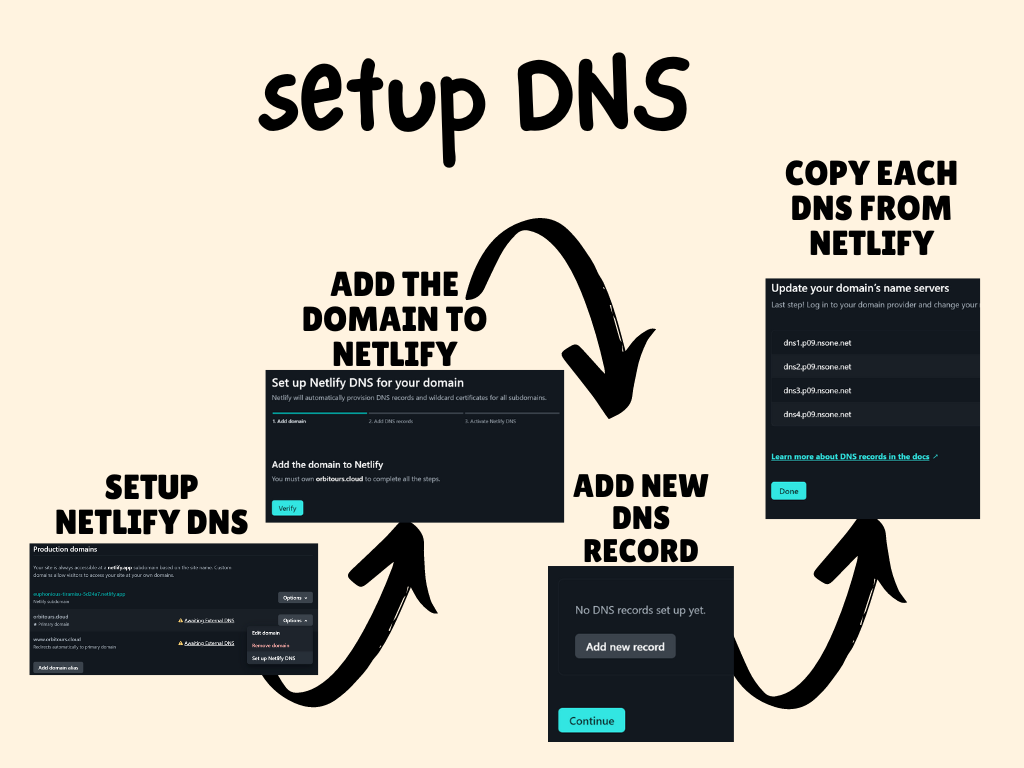 setup DNS
SETUP
NETLIFY DNS
Production domains
Your site is always accessible at a netlify.app subdomain based on the site name. Custom
domains allow visitors to access your site at your own domains.
Netlify subdomain
Options
orbitours.cloud
★ Primary domain
Awaiting External DNS
Options
Edit domain
Remove domain
Set up Netlify DNS
www.orbitours.cloud
Redirects automatically to primary domain
Awaiting External DNS
Add domain alias
ADD THE
DOMAIN TO
NETLIFY
Set up Netlify DNS for your domain
Netlify will automatically provision DNS records and wildcard certificates for all subdomains.
1. Add domain
2. Add DNS records
3. Activate Netlify DNS
Add the domain to Netlify
You must own orbitours.cloud to complete all the steps.
Verify
ADD NEW
DNS
RECORD
No DNS records set up yet.
Add new record
Continue
COPY EACH
DNS FROM
NETLIFY
Update your domain's name servers
Last step! Log in to your domain provider and change your
dns1.p09.nsone.net
dns2.p09.nsone.net
dns3.p09.nsone.net
dns4.p09.nsone.net
Learn more about DNS records in the docs ↗
Done